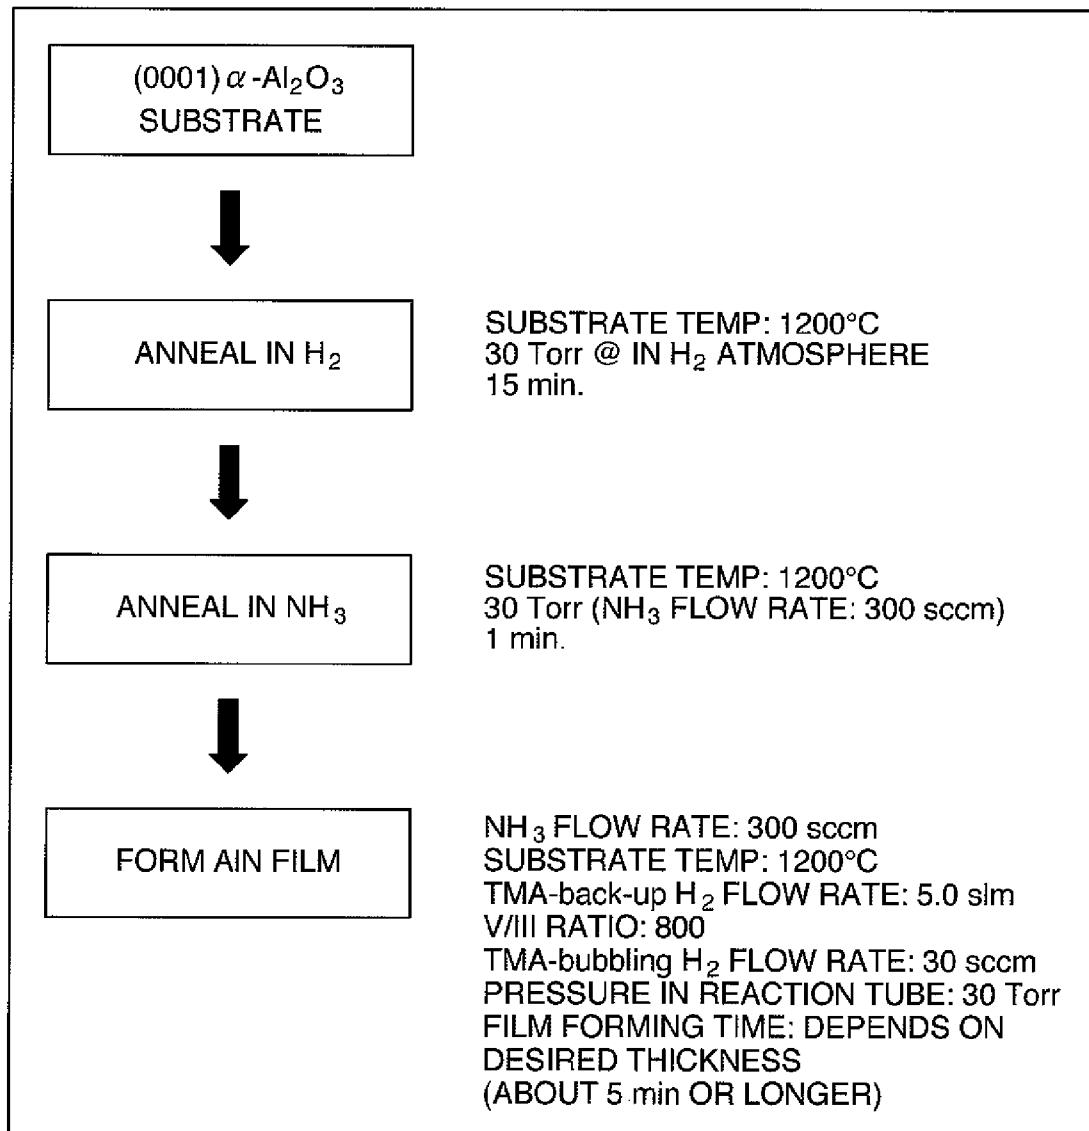 (0001) α-Al₂O₃
SUBSTRATE
ANNEAL IN H₂
SUBSTRATE TEMP: 1200°C
30 Torr @ IN H₂ ATMOSPHERE
15 min.
ANNEAL IN NH₃
SUBSTRATE TEMP: 1200°C
30 Torr (NH₃ FLOW RATE: 300 sccm)
1 min.
FORM AlN FILM
NH₃ FLOW RATE: 300 sccm
SUBSTRATE TEMP: 1200°C
TMA-back-up H₂ FLOW RATE: 5.0 slm
V/III RATIO: 800
TMA-bubbling H₂ FLOW RATE: 30 sccm
PRESSURE IN REACTION TUBE: 30 Torr
FILM FORMING TIME: DEPENDS ON
DESIRED THICKNESS
(ABOUT 5 min OR LONGER)